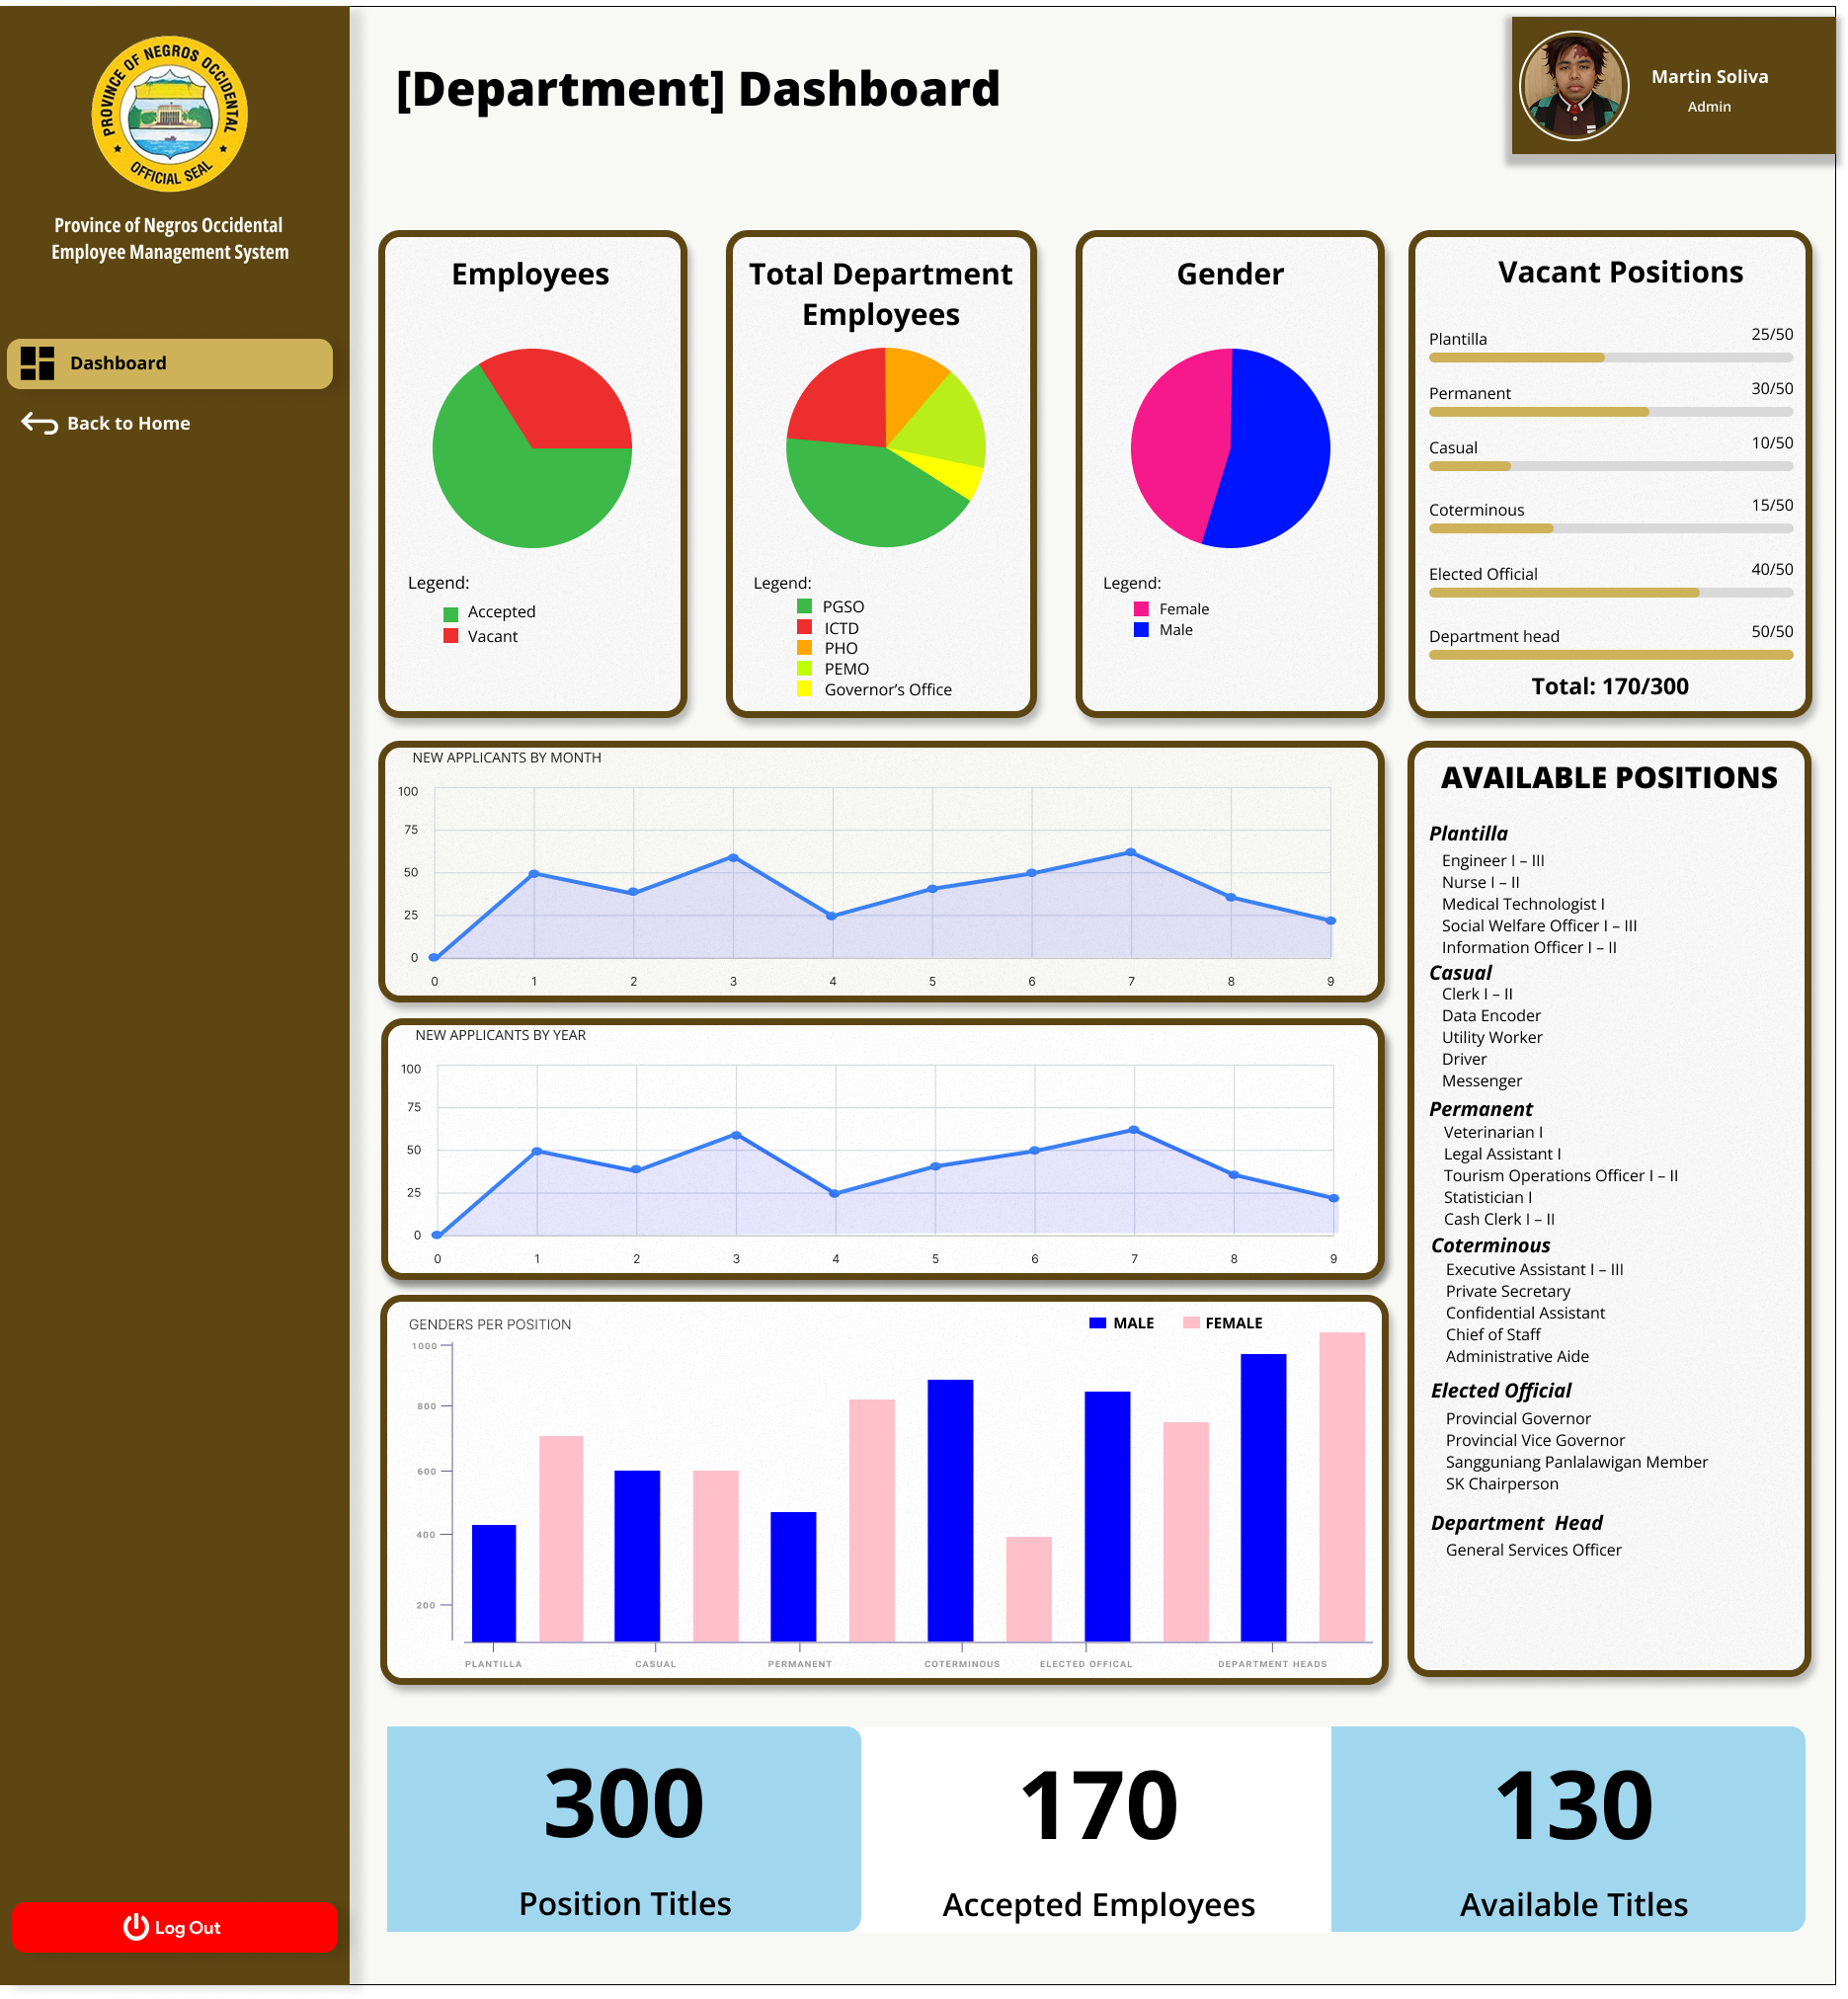 PROVINCE OF NEGROS OCCIDENTAL
OFFICIAL SEAL
Province of Negros Occidental
Employee Management System
Dashboard
Back to Home
Log Out
[Department] Dashboard
Martin Soliva
Admin
Employees
Legend:
Accepted
Vacant
Total Department
Employees
Legend:
PGSO
ICTD
PHO
PEMO
Governor's Office
Gender
Legend:
Female
Male
Vacant Positions
Plantilla 25/50
Permanent 30/50
Casual 10/50
Coterminous 15/50
Elected Official 40/50
Department head 50/50
Total: 170/300
NEW APPLICANTS BY MONTH
100
75
50
25
0
0 1 2 3 4 5 6 7 8 9
NEW APPLICANTS BY YEAR
100
75
50
25
0
0 1 2 3 4 5 6 7 8 9
GENDERS PER POSITION
MALE FEMALE
1000
800
600
400
200
PLANTILLA CASUAL PERMANENT COTERMINOUS ELECTED OFFICAL DEPARTMENT HEADS
AVAILABLE POSITIONS
Plantilla
Engineer I – III
Nurse I – II
Medical Technologist I
Social Welfare Officer I – III
Information Officer I – II
Casual
Clerk I – II
Data Encoder
Utility Worker
Driver
Messenger
Permanent
Veterinarian I
Legal Assistant I
Tourism Operations Officer I – II
Statistician I
Cash Clerk I – II
Coterminous
Executive Assistant I – III
Private Secretary
Confidential Assistant
Chief of Staff
Administrative Aide
Elected Official
Provincial Governor
Provincial Vice Governor
Sangguniang Panlalawigan Member
SK Chairperson
Department Head
General Services Officer
300
Position Titles
170
Accepted Employees
130
Available Titles